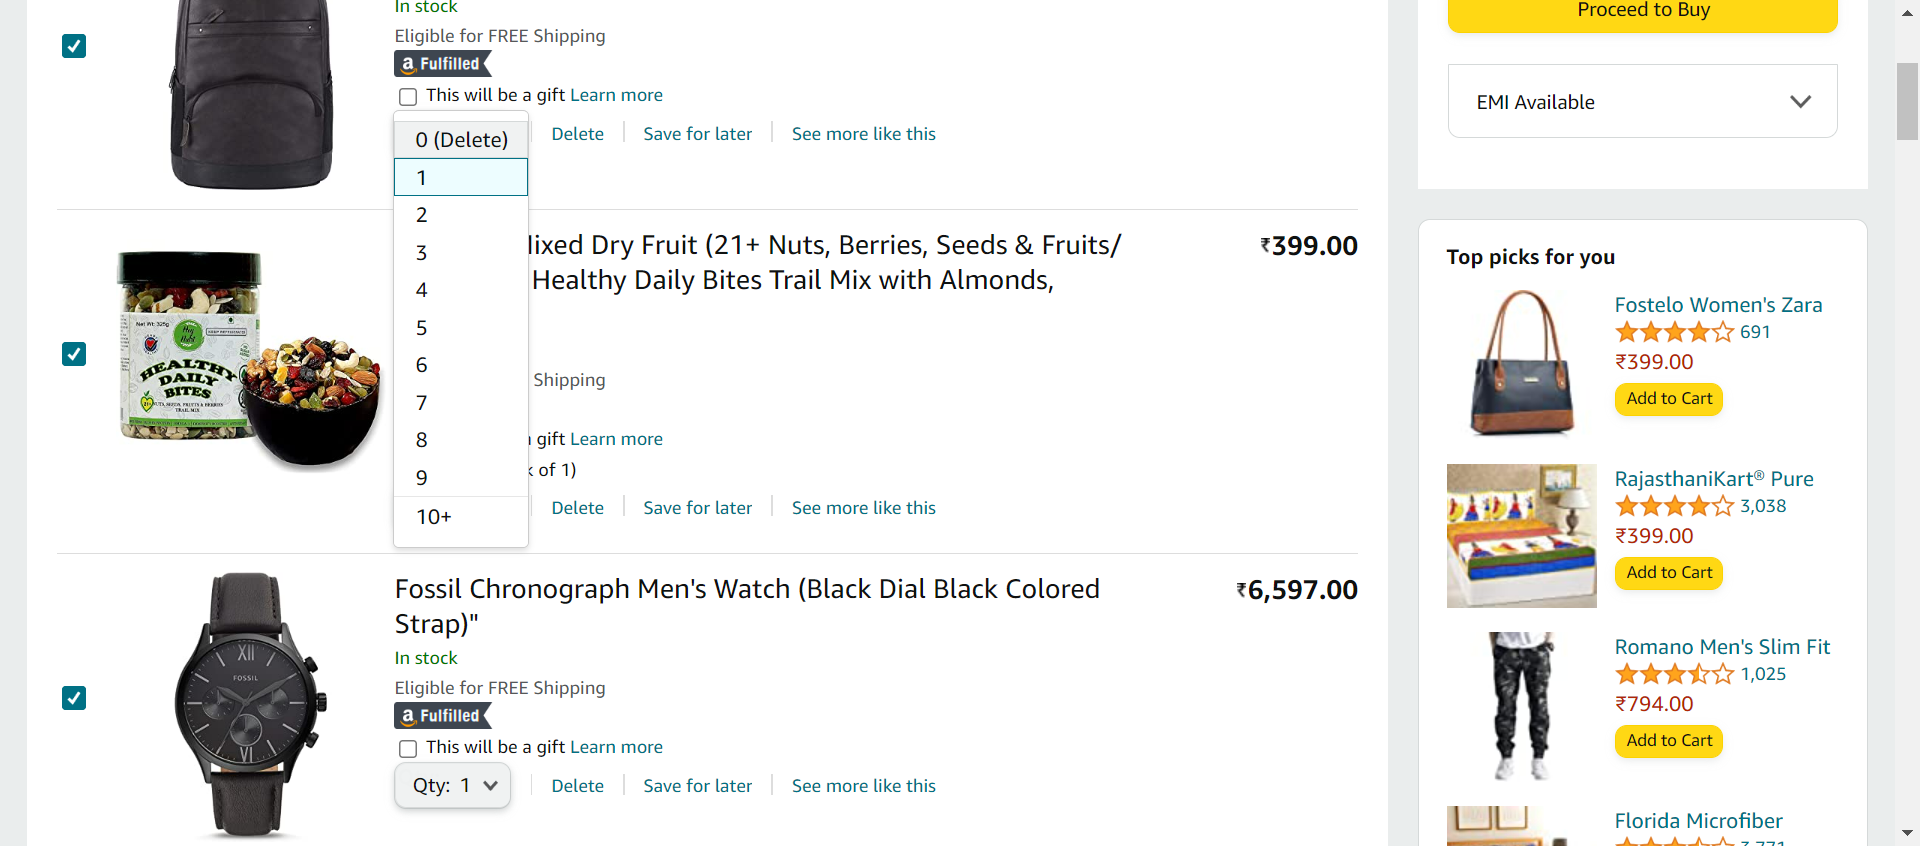 In stock
Eligible for FREE Shipping
a Fulfilled
This will be a gift Learn more
0 (Delete)
Delete
Save for later
See more like this
1
2
3
4
5
6
7
8
9
10+
Mixed Dry Fruit (21+ Nuts, Berries, Seeds & Fruits/
Healthy Daily Bites Trail Mix with Almonds,
₹399.00
Shipping
gift Learn more
of 1)
Delete
Save for later
See more like this
HEALTHY
DAILY
BITES
Fossil Chronograph Men's Watch (Black Dial Black Colored
Strap)"
₹6,597.00
In stock
Eligible for FREE Shipping
a Fulfilled
This will be a gift Learn more
Qty: 1
Delete
Save for later
See more like this
XII
FOSSIL
VI
Proceed to Buy
EMI Available
Top picks for you
Fostelo Women's Zara
691
₹399.00
Add to Cart
RajasthaniKart® Pure
3,038
₹399.00
Add to Cart
Romano Men's Slim Fit
1,025
₹794.00
Add to Cart
Florida Microfiber
3,771